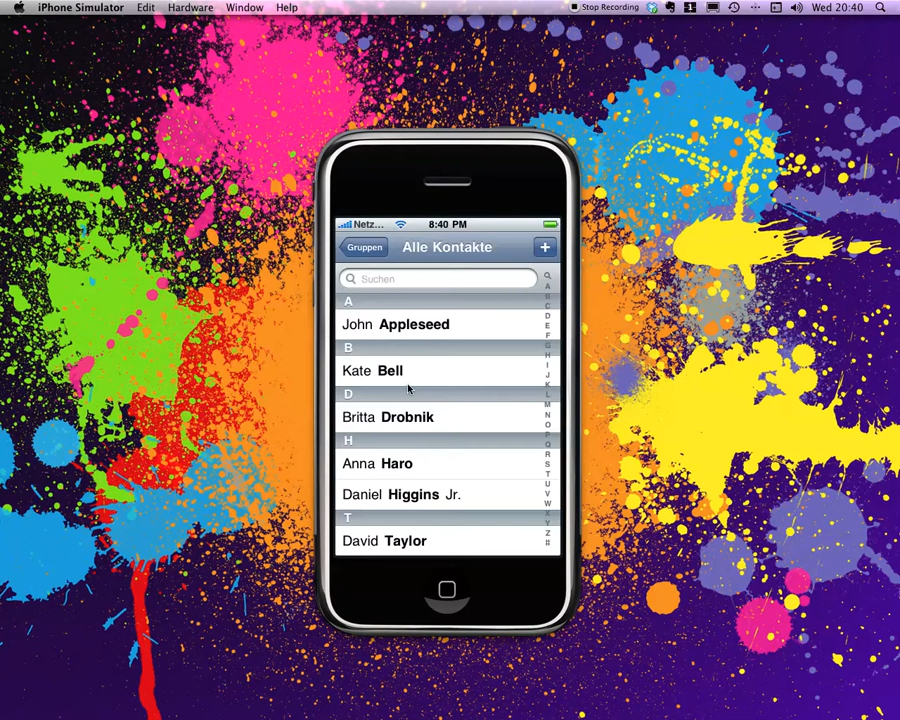 iPhone Simulator Edit Hardware Window Help Stop Recording 1 Wed 20:40
Netz... 8:40 PM
Gruppen Alle Kontakte +
Suchen
A
John Appleseed
B
Kate Bell
D
Britta Drobnik
H
Anna Haro
Daniel Higgins Jr.
T
David Taylor
A
B
C
D
E
F
G
H
I
J
K
L
M
N
O
P
Q
R
S
T
U
V
W
X
Y
Z
#